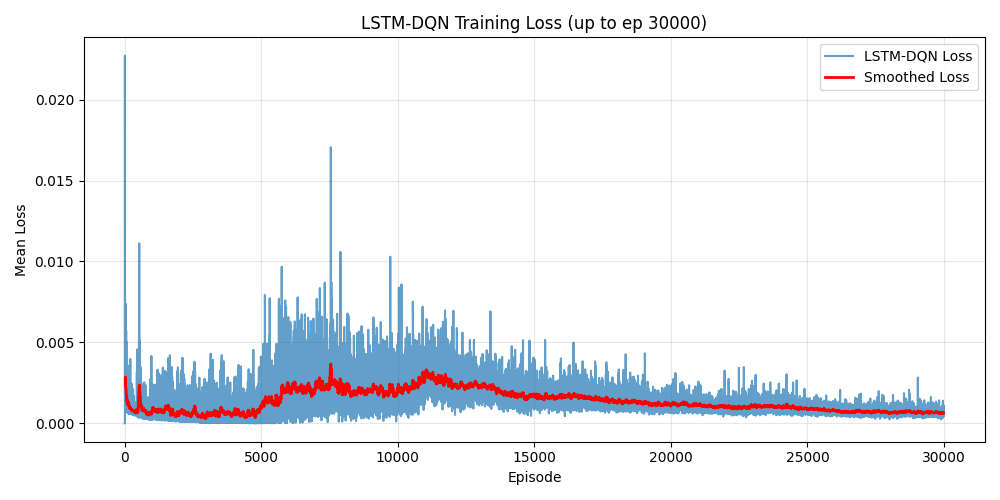 LSTM-DQN Training Loss (up to ep 30000)
LSTM-DQN Loss
Smoothed Loss
0.020
0.015
0.010
0.005
0.000
Mean Loss
0 5000 10000 15000 20000 25000 30000
Episode